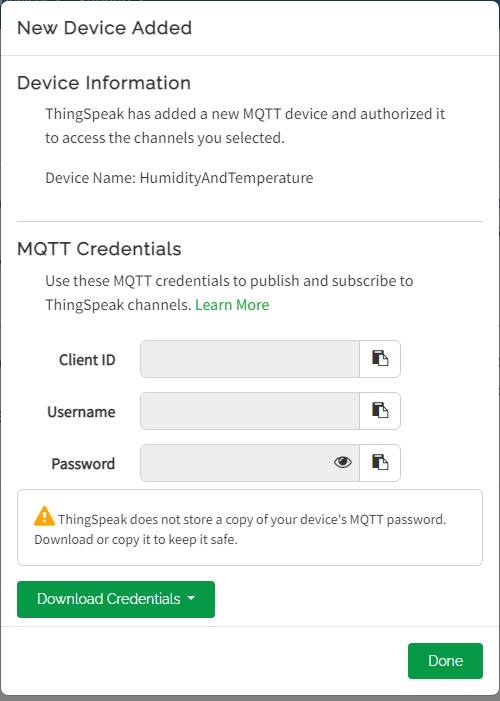 New Device Added
Device Information
ThingSpeak has added a new MQTT device and authorized it
to access the channels you selected.
Device Name: HumidityAndTemperature
MQTT Credentials
Use these MQTT credentials to publish and subscribe to
ThingSpeak channels. Learn More
Client ID
Username
Password
ThingSpeak does not store a copy of your device's MQTT password.
Download or copy it to keep it safe.
Download Credentials
Done